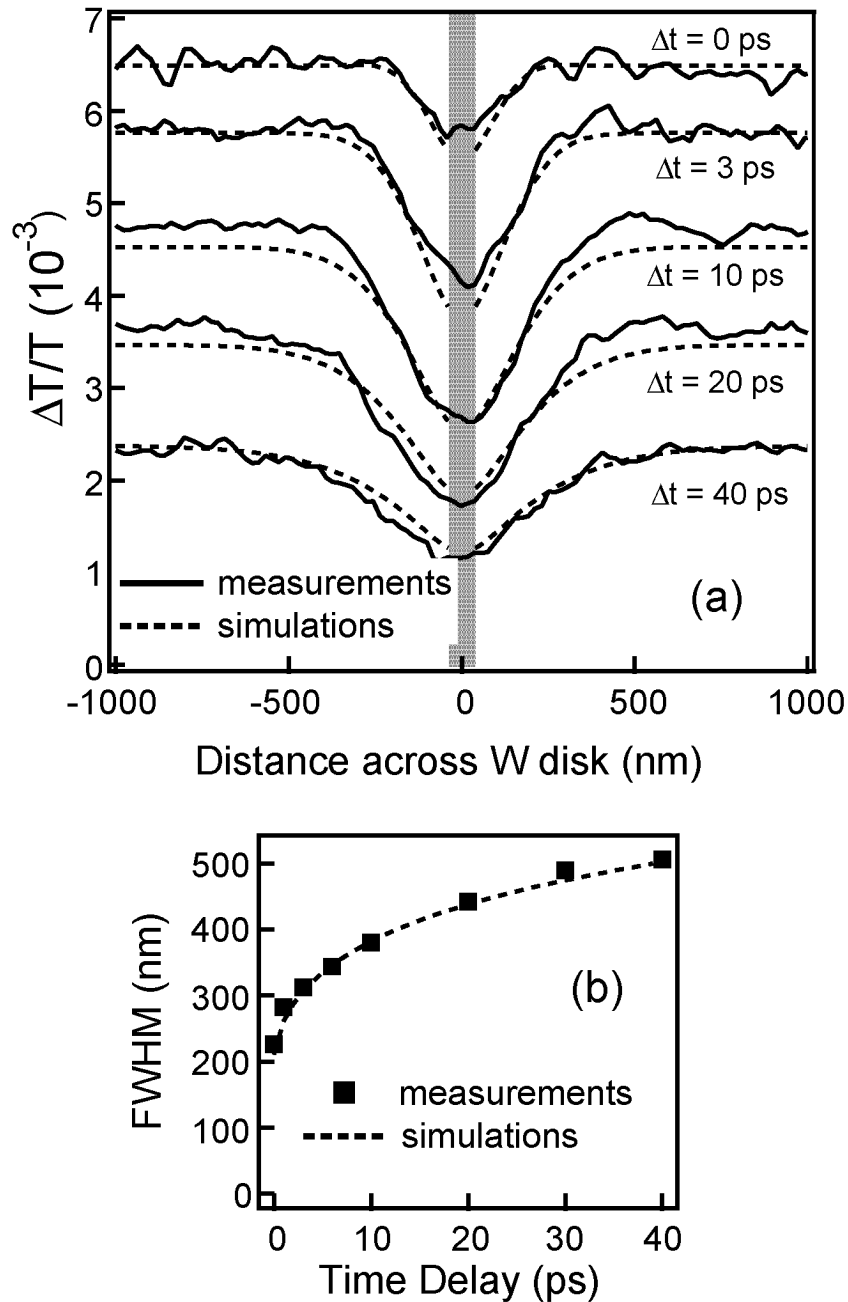 7
6
5
4
3
2
1
0
ΔT/T (10⁻³)
Δt = 0 ps
Δt = 3 ps
Δt = 10 ps
Δt = 20 ps
Δt = 40 ps
measurements
simulations
(a)
-1000 -500 0 500 1000
Distance across W disk (nm)
500
400
300
200
100
0
FWHM (nm)
(b)
measurements
simulations
0 10 20 30 40
Time Delay (ps)